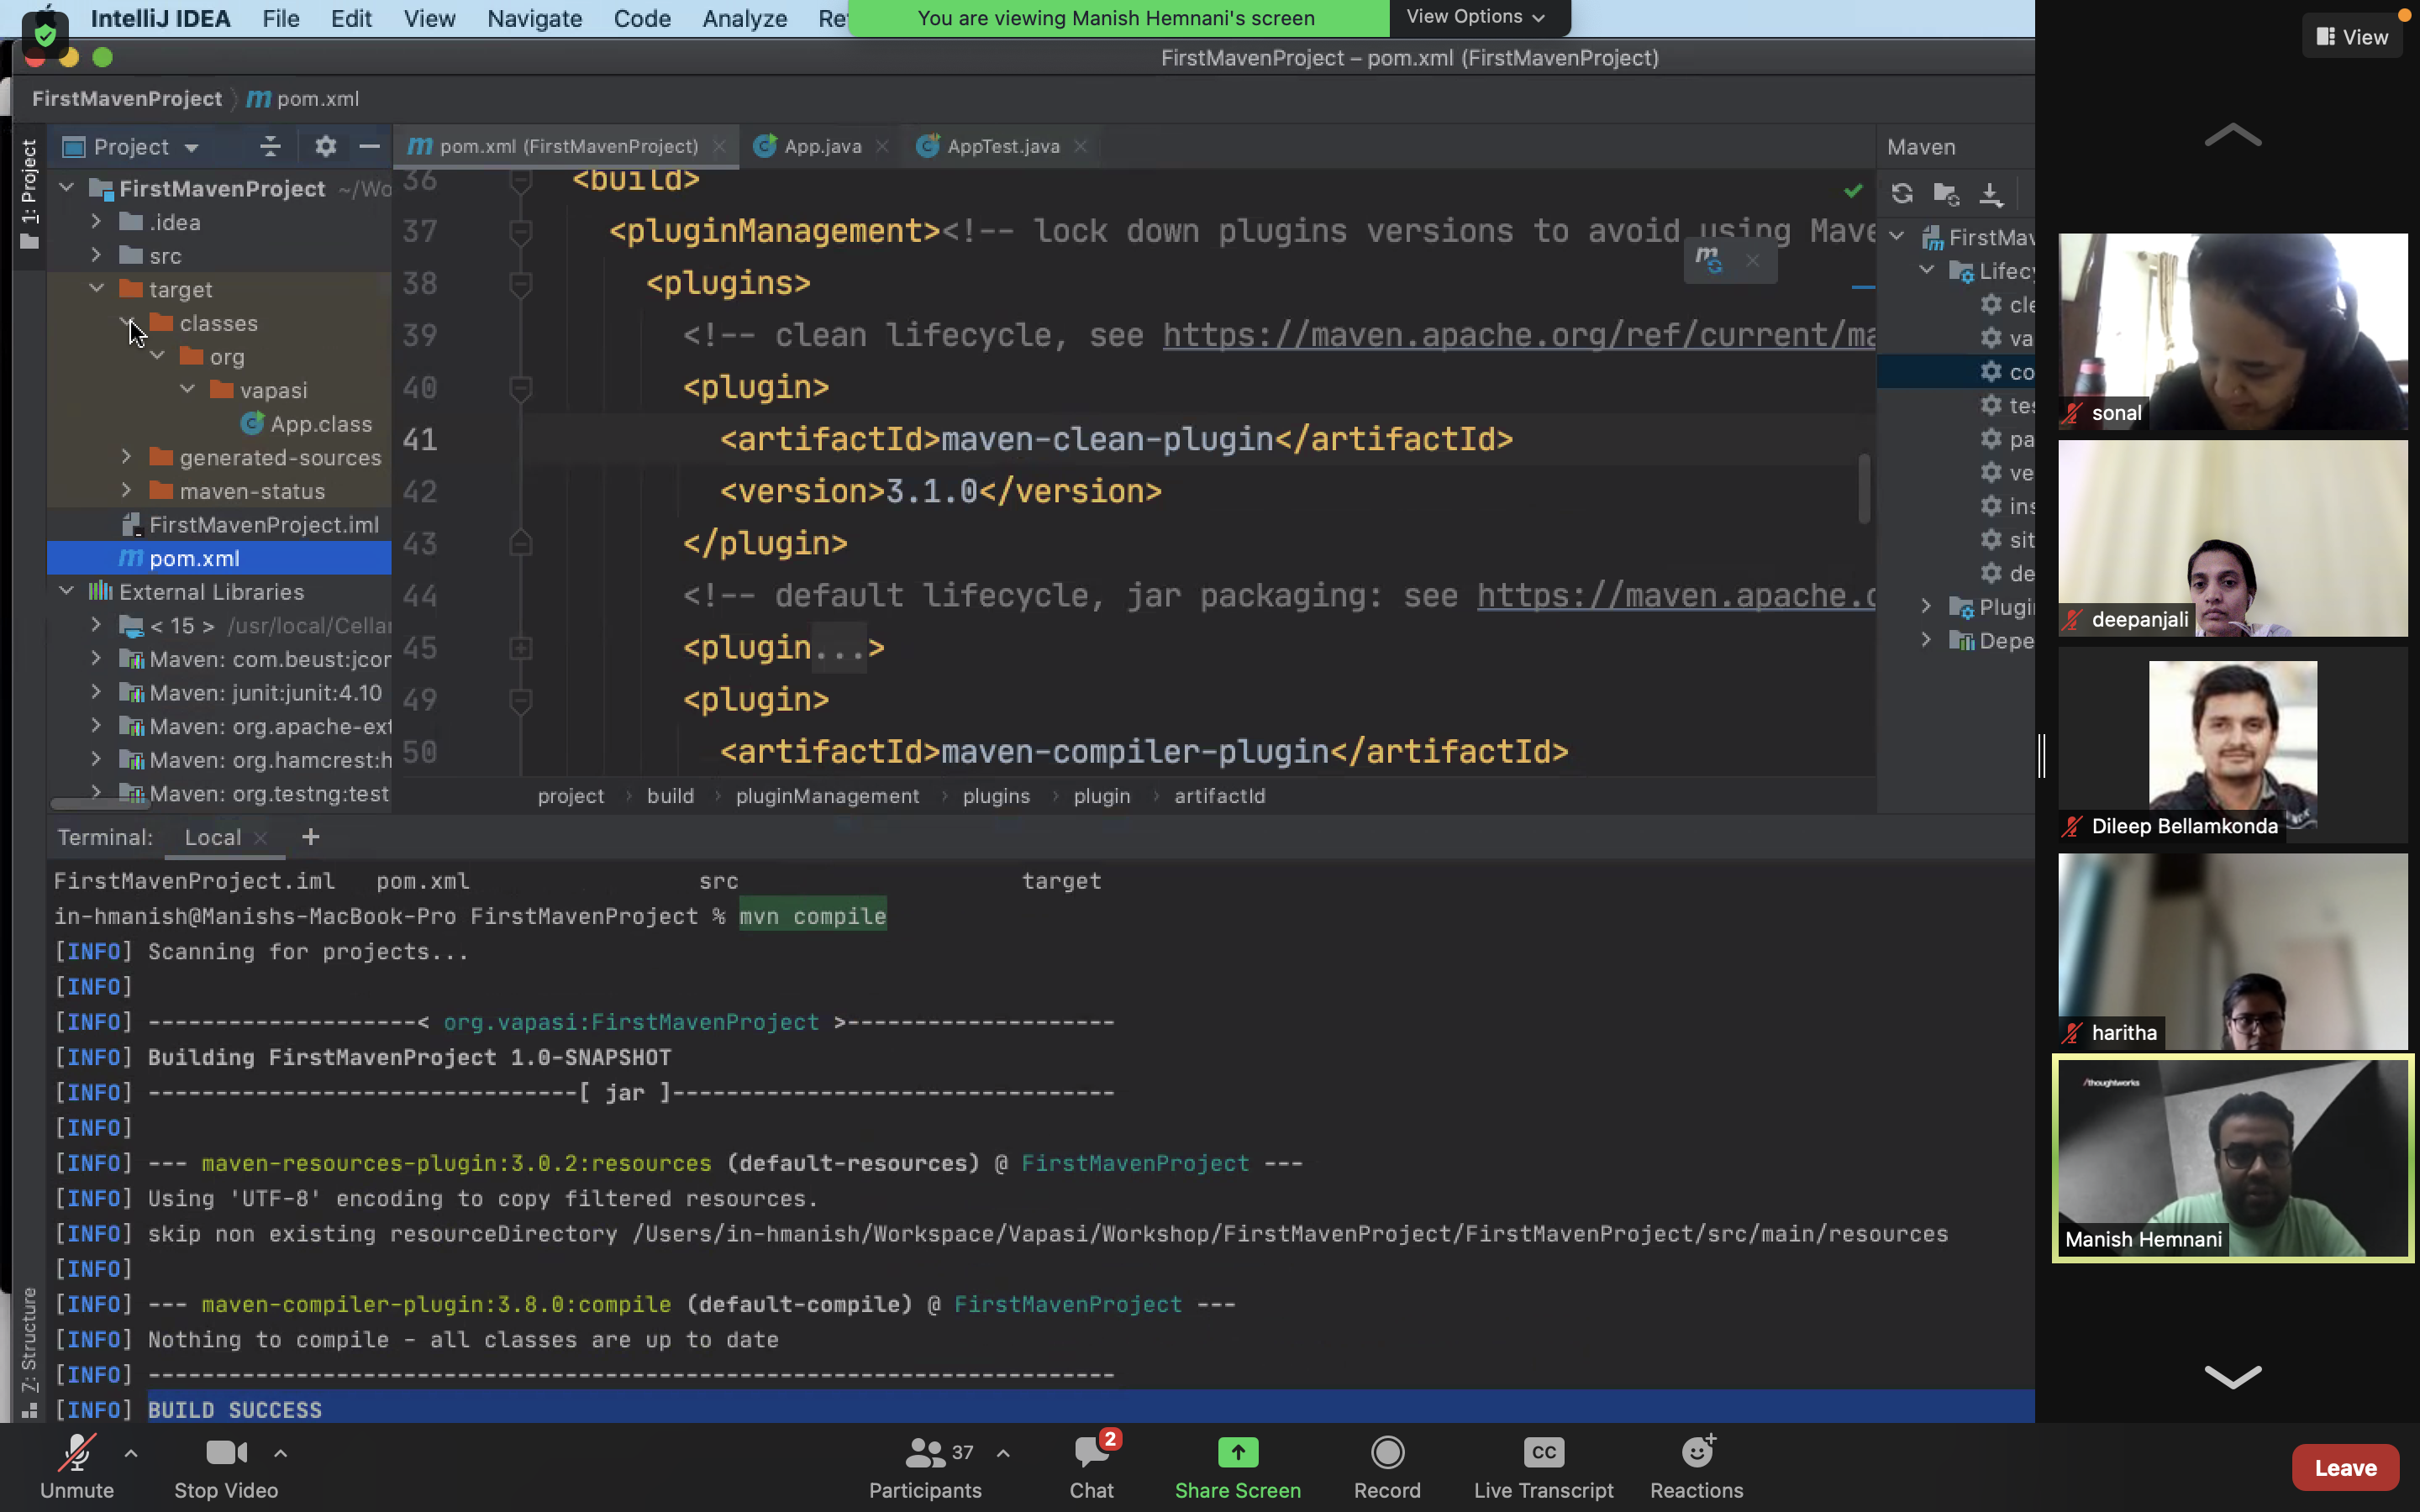 IntelliJ IDEA File Edit View Navigate Code Analyze
You are viewing Manish Hemnani's screen View Options
View
FirstMavenProject – pom.xml (FirstMavenProject)
FirstMavenProject m pom.xml
Project
1: Project
FirstMavenProject ~/Wo
.idea
src
target
classes
org
vapasi
App.class
generated-sources
maven-status
FirstMavenProject.iml
m pom.xml
External Libraries
< 15 > /usr/local/Cellar
Maven: com.beust:jcor
Maven: junit:junit:4.10
Maven: org.apache-ext
Maven: org.hamcrest:h
Maven: org.testng:test
m pom.xml (FirstMavenProject) App.java AppTest.java
36 <build>
37 <pluginManagement><!-- lock down plugins versions to avoid using Mave
38 <plugins>
39 <!-- clean lifecycle, see https://maven.apache.org/ref/current/ma
40 <plugin>
41 <artifactId>maven-clean-plugin</artifactId>
42 <version>3.1.0</version>
43 </plugin>
44 <!-- default lifecycle, jar packaging: see https://maven.apache.o
45 <plugin...>
49 <plugin>
50 <artifactId>maven-compiler-plugin</artifactId>
project build pluginManagement plugins plugin artifactId
Maven
FirstMav
Lifecy
cle
va
co
tes
pa
ve
ins
sit
de
Plugi
Depe
Terminal: Local +
FirstMavenProject.iml pom.xml src target
in-hmanish@Manishs-MacBook-Pro FirstMavenProject % mvn compile
[INFO] Scanning for projects...
[INFO]
[INFO] --------------------< org.vapasi:FirstMavenProject >---------------------
[INFO] Building FirstMavenProject 1.0-SNAPSHOT
[INFO] --------------------------------[ jar ]---------------------------------
[INFO]
[INFO] --- maven-resources-plugin:3.0.2:resources (default-resources) @ FirstMavenProject ---
[INFO] Using 'UTF-8' encoding to copy filtered resources.
[INFO] skip non existing resourceDirectory /Users/in-hmanish/Workspace/Vapasi/Workshop/FirstMavenProject/FirstMavenProject/src/main/resources
[INFO]
[INFO] --- maven-compiler-plugin:3.8.0:compile (default-compile) @ FirstMavenProject ---
[INFO] Nothing to compile - all classes are up to date
[INFO] ------------------------------------------------------------------------
[INFO] BUILD SUCCESS
7: Structure
sonal
deepanjali
Dileep Bellamkonda
haritha
/thoughtworks
Manish Hemnani
Unmute Stop Video Participants 37 Chat 2 Share Screen Record CC Live Transcript Reactions Leave